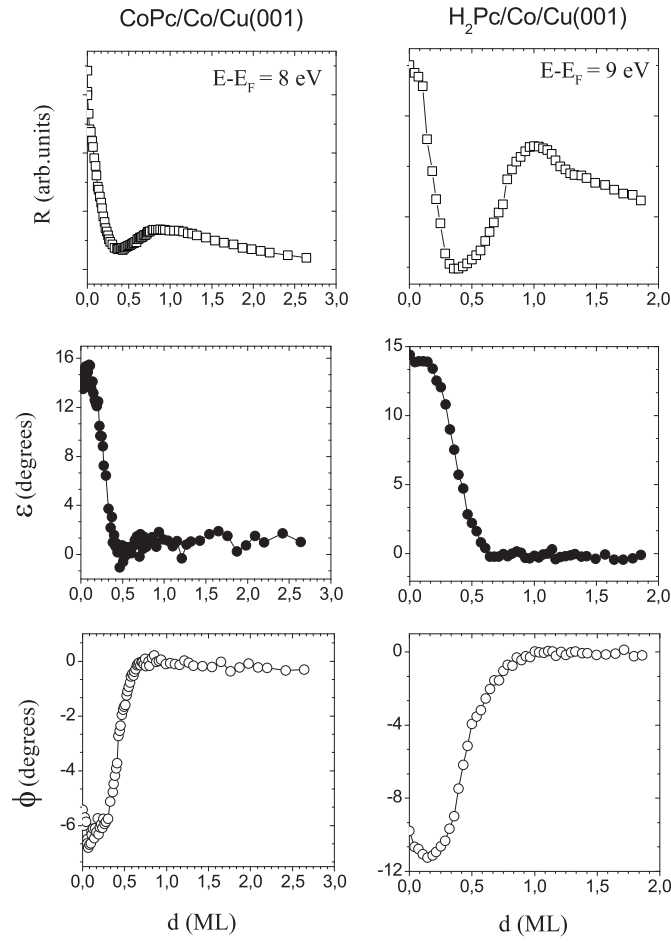 CoPc/Co/Cu(001)
H₂Pc/Co/Cu(001)
R (arb.units)
E-E_F = 8 eV
E-E_F = 9 eV
0,0 0,5 1,0 1,5 2,0 2,5 3,0
0,0 0,5 1,0 1,5 2,0
ε (degrees)
16
12
4
0
15
10
5
0
0,0 0,5 1,0 1,5 2,0 2,5 3,0
0,0 0,5 1,0 1,5 2,0
ϕ (degrees)
0
-2
-4
-6
0
-4
-8
-12
0,0 0,5 1,0 1,5 2,0 2,5 3,0
0,0 0,5 1,0 1,5 2,0
d (ML)
d (ML)